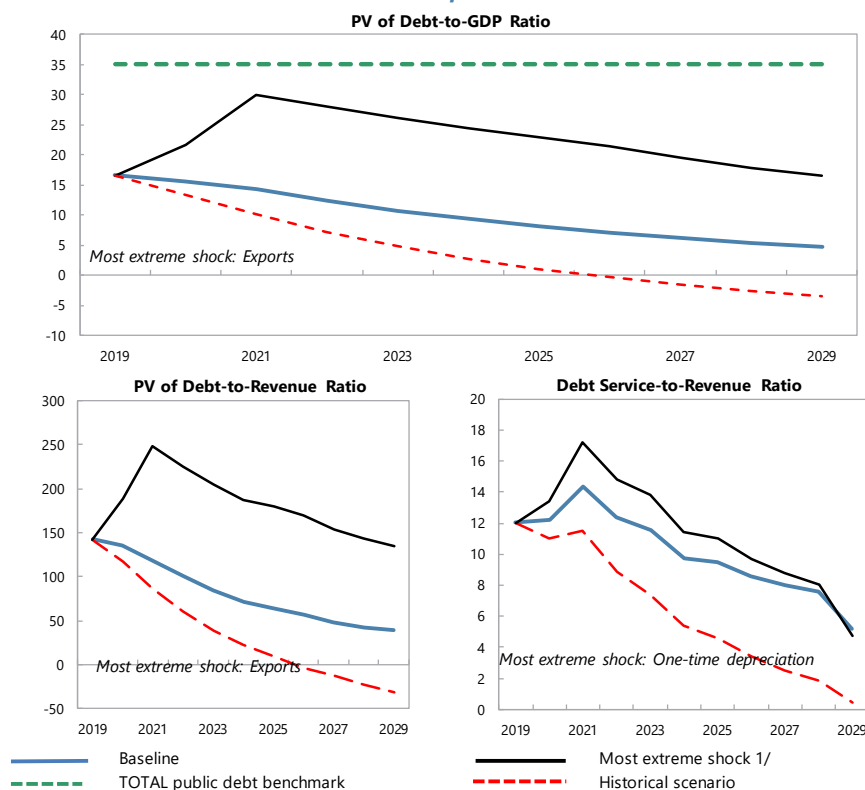 PV of Debt-to-GDP Ratio
40
35
30
25
20
15
10
5
0
-5
-10
Most extreme shock: Exports
2019 2021 2023 2025 2027 2029
PV of Debt-to-Revenue Ratio
300
250
200
150
100
50
0
-50
Most extreme shock: Exports
2019 2021 2023 2025 2027 2029
Debt Service-to-Revenue Ratio
20
18
16
14
12
10
8
6
4
2
0
Most extreme shock: One-time depreciation
2019 2021 2023 2025 2027 2029
Baseline
TOTAL public debt benchmark
Most extreme shock 1/
Historical scenario